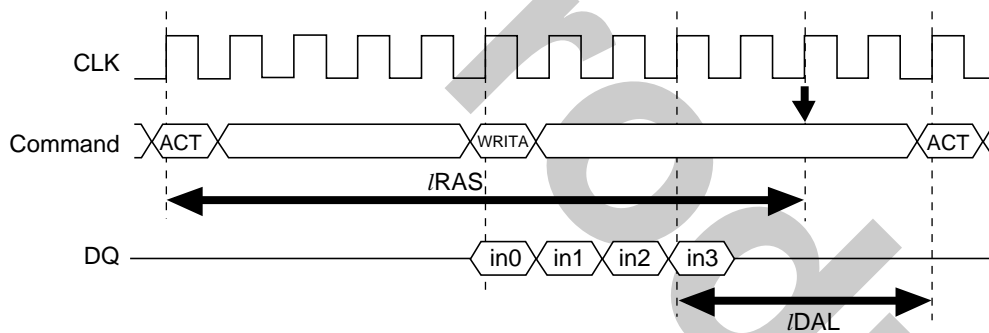 CLK
Command ACT WRITA ACT
lRAS
DQ in0 in1 in2 in3
lDAL